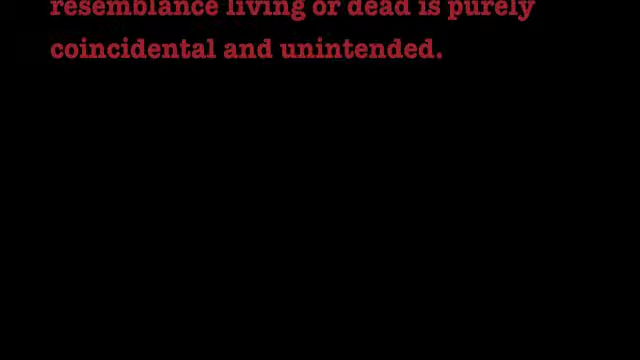 resemblance living or dead is purely
coincidental and unintended.